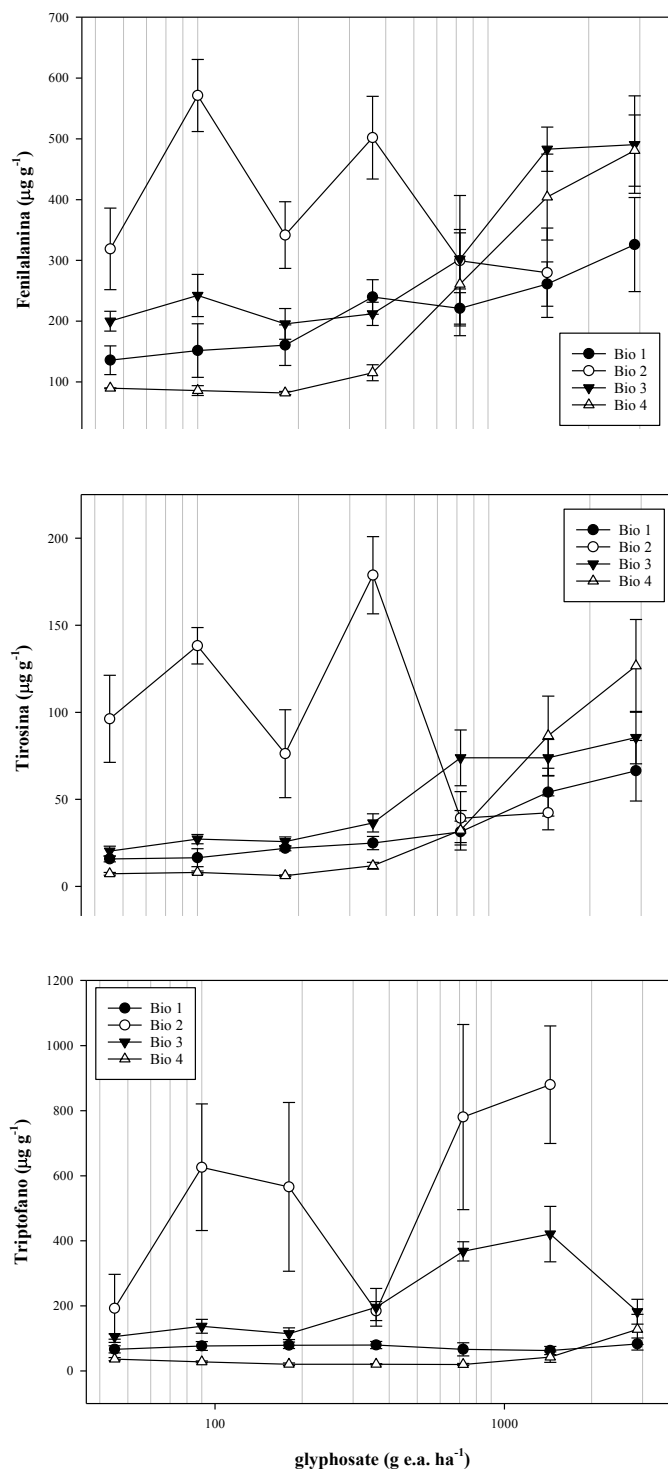 700
600
500
400
300
200
100
Fenilalanina (µg g⁻¹)
Bio 1
Bio 2
Bio 3
Bio 4
200
150
100
50
0
Tirosina (µg g⁻¹)
Bio 1
Bio 2
Bio 3
Bio 4
1200
1000
800
600
400
200
0
Triptofano (µg g⁻¹)
Bio 1
Bio 2
Bio 3
Bio 4
100 1000
glyphosate (g e.a. ha⁻¹)